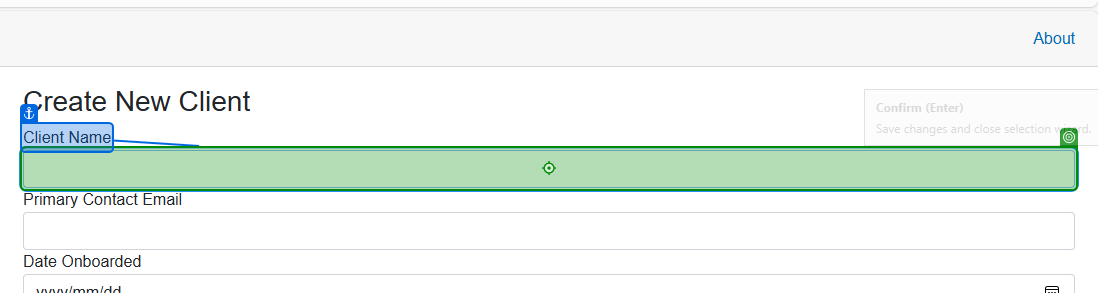 About
Create New Client
Confirm (Enter)
Client Name
Save changes and close selection wizard.
Primary Contact Email
Date Onboarded
yyyy/mm/dd